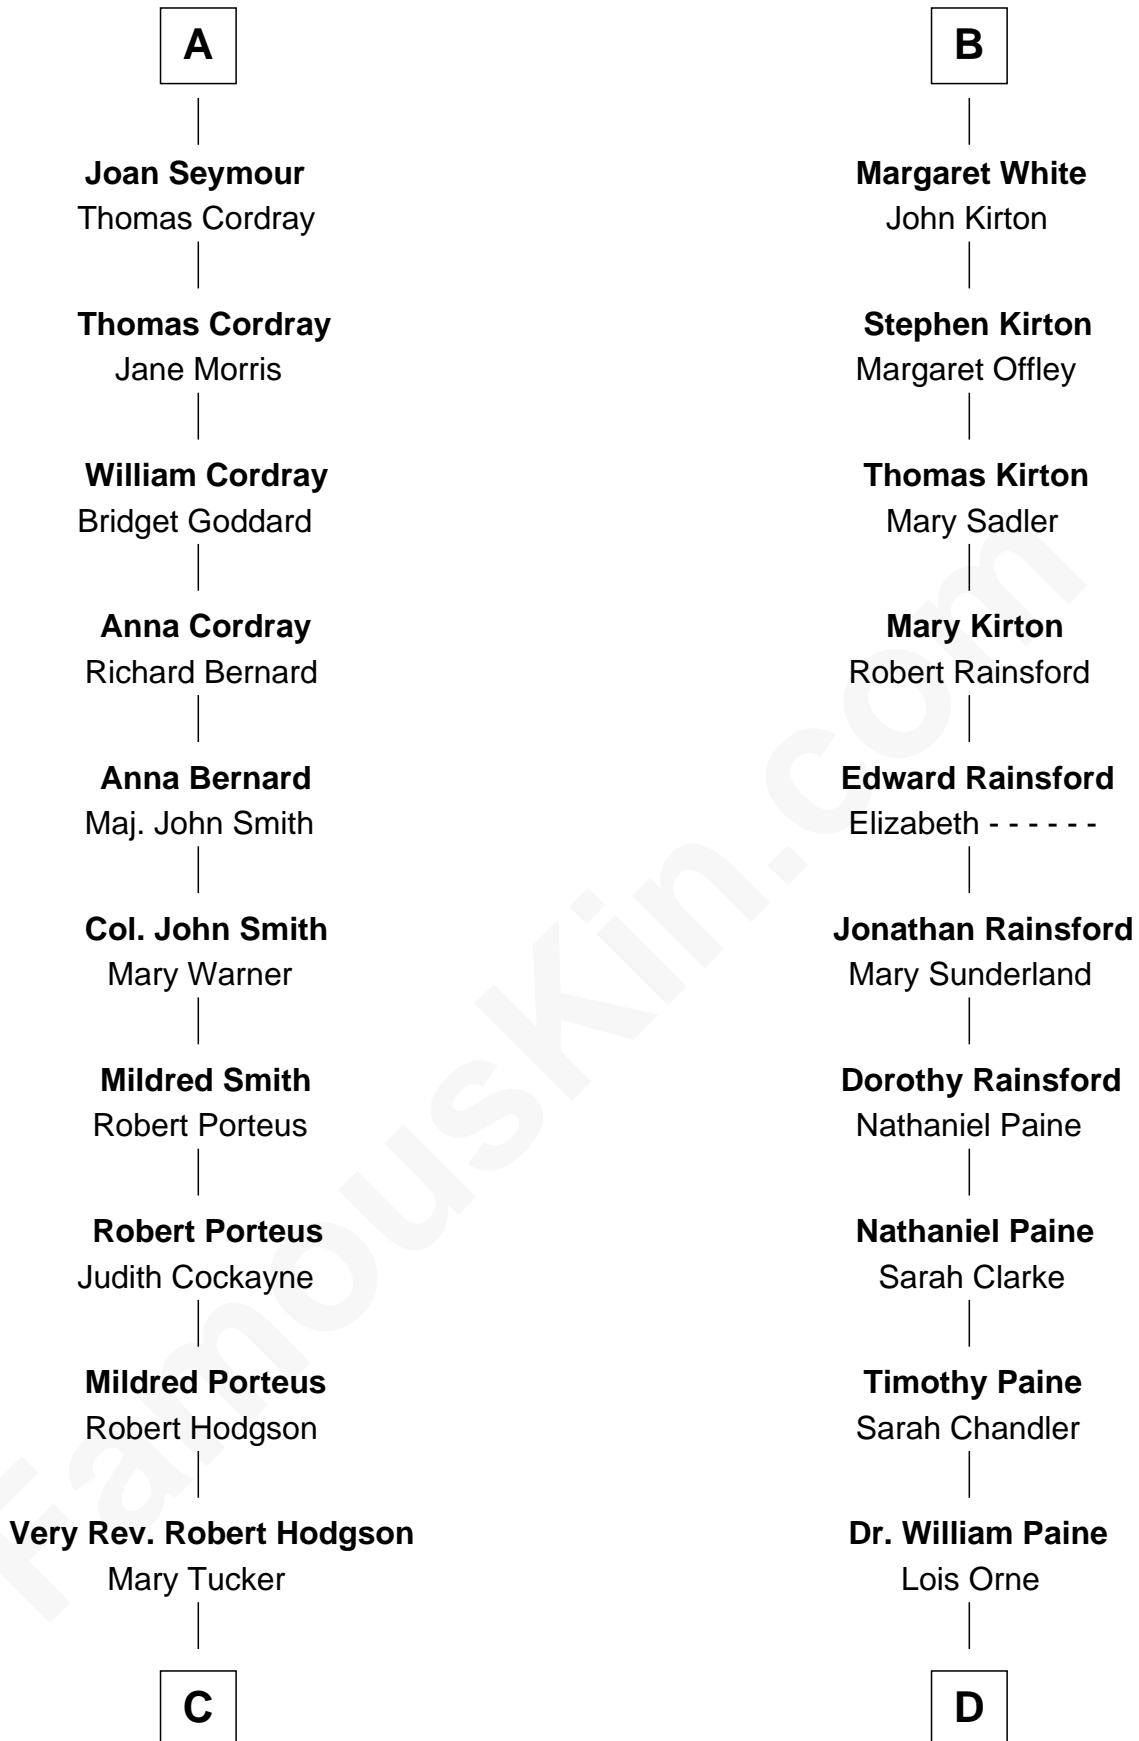 A
Joan Seymour
Thomas Cordray
Thomas Cordray
Jane Morris
William Cordray
Bridget Goddard
Anna Cordray
Richard Bernard
Anna Bernard
Maj. John Smith
Col. John Smith
Mary Warner
Mildred Smith
Robert Porteus
Robert Porteus
Judith Cockayne
Mildred Porteus
Robert Hodgson
Very Rev. Robert Hodgson
Mary Tucker
C
B
Margaret White
John Kirton
Stephen Kirton
Margaret Offley
Thomas Kirton
Mary Sadler
Mary Kirton
Robert Rainsford
Edward Rainsford
Elizabeth - - - - - -
Jonathan Rainsford
Mary Sunderland
Dorothy Rainsford
Nathaniel Paine
Nathaniel Paine
Sarah Clarke
Timothy Paine
Sarah Chandler
Dr. William Paine
Lois Orne
D
FamousKin.com